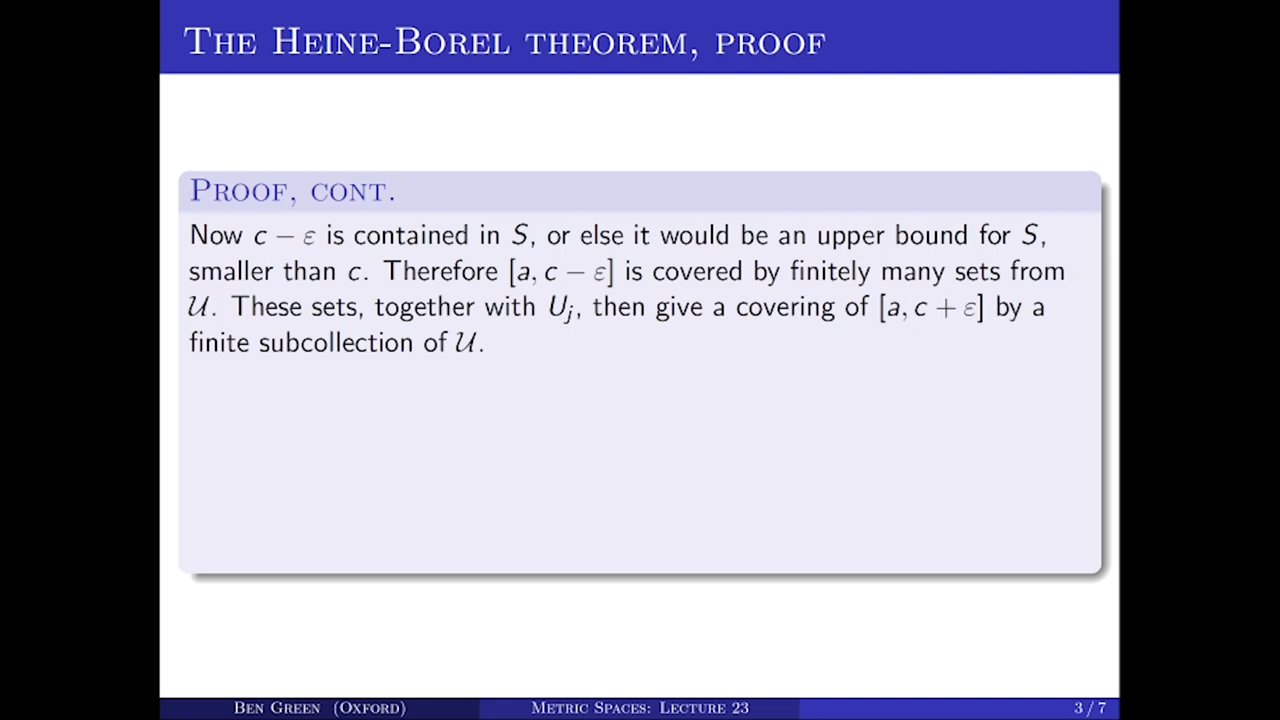 The Heine-Borel theorem, proof
Proof, cont.
Now c − ε is contained in S, or else it would be an upper bound for S,
smaller than c. Therefore [a, c − ε] is covered by finitely many sets from
𝒰. These sets, together with U_j, then give a covering of [a, c + ε] by a
finite subcollection of 𝒰.
Ben Green (Oxford)
Metric Spaces: Lecture 23
3 / 7